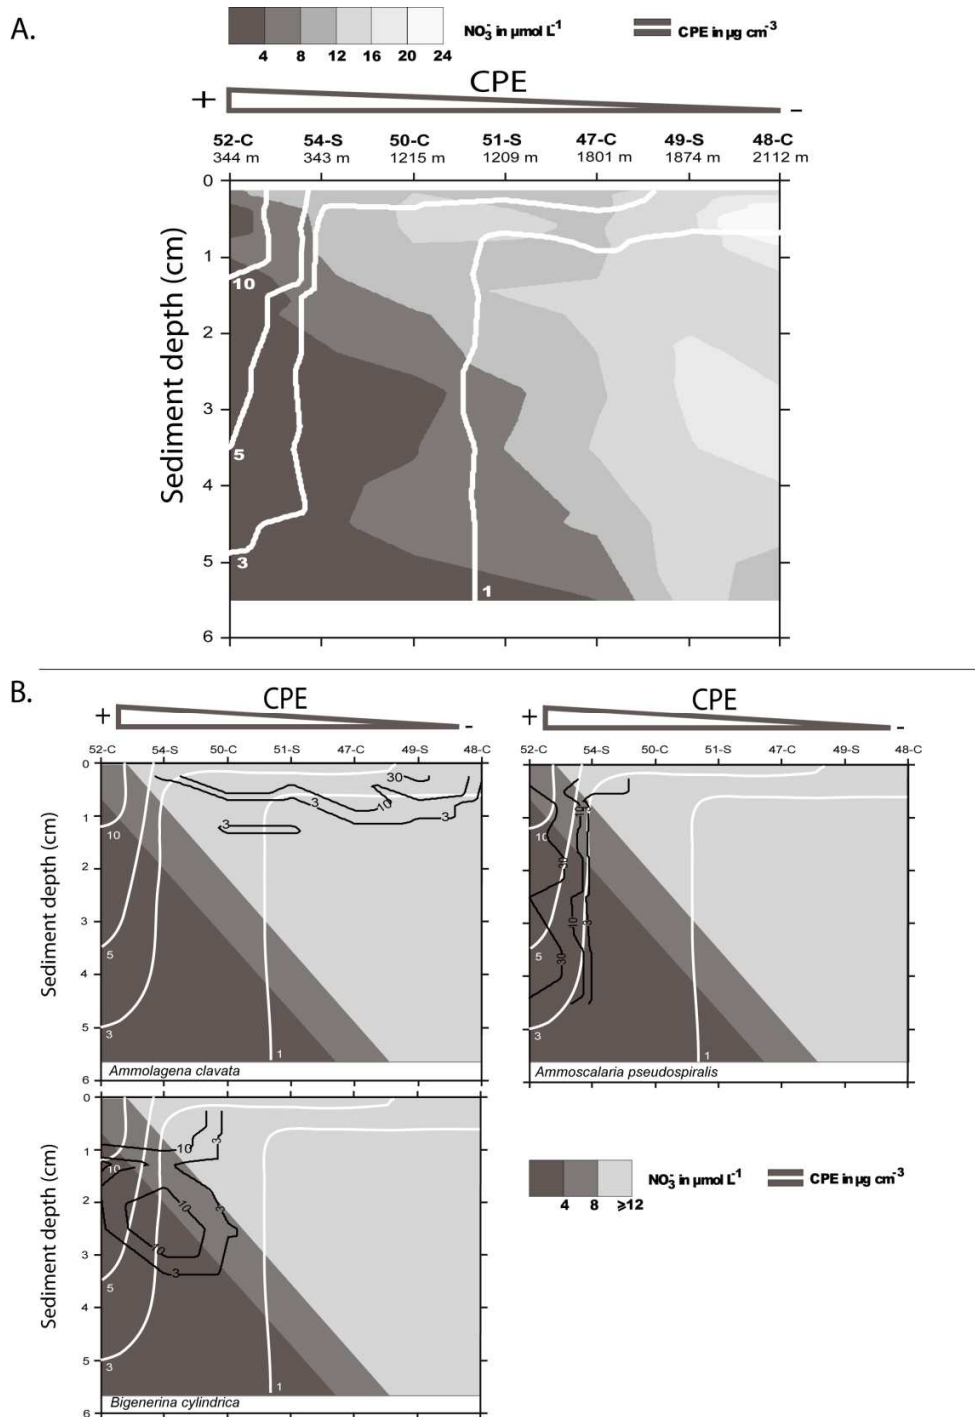 A.
NO₃⁻ in µmol L⁻¹
CPE in µg cm⁻³
4 8 12 16 20 24
CPE
+ -
52-C 54-S 50-C 51-S 47-C 49-S 48-C
344 m 343 m 1215 m 1209 m 1801 m 1874 m 2112 m
Sediment depth (cm)
0
1
2
3
4
5
6
10
5
3
1
B.
CPE
+ -
52-C 54-S 50-C 51-S 47-C 49-S 48-C
Sediment depth (cm)
0
1
2
3
4
5
6
10
5
3
1
30
10
3
3
3
Ammolagena clavata
CPE
+ -
52-C 54-S 50-C 51-S 47-C 49-S 48-C
10
5
3
1
10
3
30
10
3
30
Ammoscalaria pseudospiralis
Sediment depth (cm)
0
1
2
3
4
5
6
10
5
3
1
10
3
10
3
10
3
Bigenerina cylindrica
NO₃⁻ in µmol L⁻¹
CPE in µg cm⁻³
4 8 ⩾12